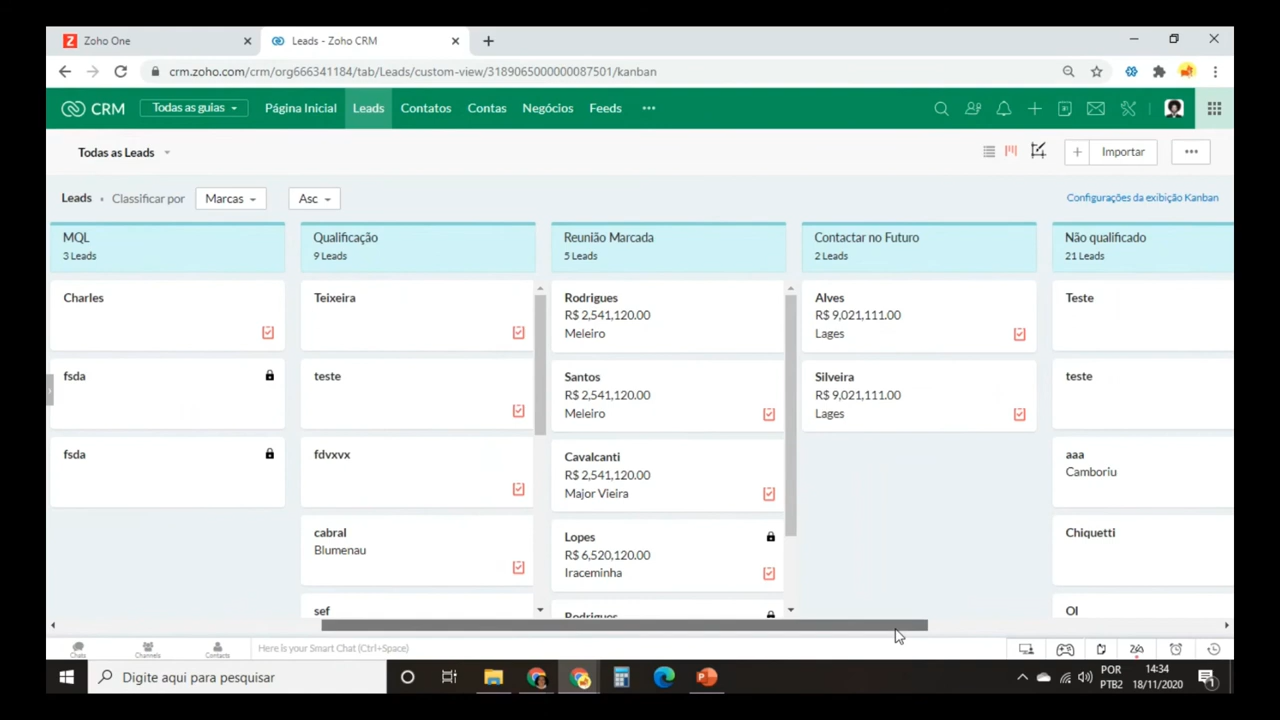 Zoho One
Leads - Zoho CRM
crm.zoho.com/crm/org666341184/tab/Leads/custom-view/3189065000000087501/kanban
CRM
Todas as guias
Página Inicial
Leads
Contatos
Contas
Negócios
Feeds
Todas as Leads
Importar
Leads
Classificar por
Marcas
Asc
Configurações da exibição Kanban
MQL
3 Leads
Charles
fsda
fsda
Qualificação
9 Leads
Teixeira
teste
fdvxvx
cabral
Blumenau
sef
Reunião Marcada
5 Leads
Rodrigues
R$ 2,541,120.00
Meleiro
Santos
R$ 2,541,120.00
Meleiro
Cavalcanti
R$ 2,541,120.00
Major Vieira
Lopes
R$ 6,520,120.00
Iraceminha
Rodrigues
Contactar no Futuro
2 Leads
Alves
R$ 9,021,111.00
Lages
Silveira
R$ 9,021,111.00
Lages
Não qualificado
21 Leads
Teste
teste
aaa
Camboriu
Chiquetti
Chats
Channels
Contacts
Here is your Smart Chat (Ctrl+Space)
Digite aqui para pesquisar
POR
PTB2
14:34
18/11/2020
1